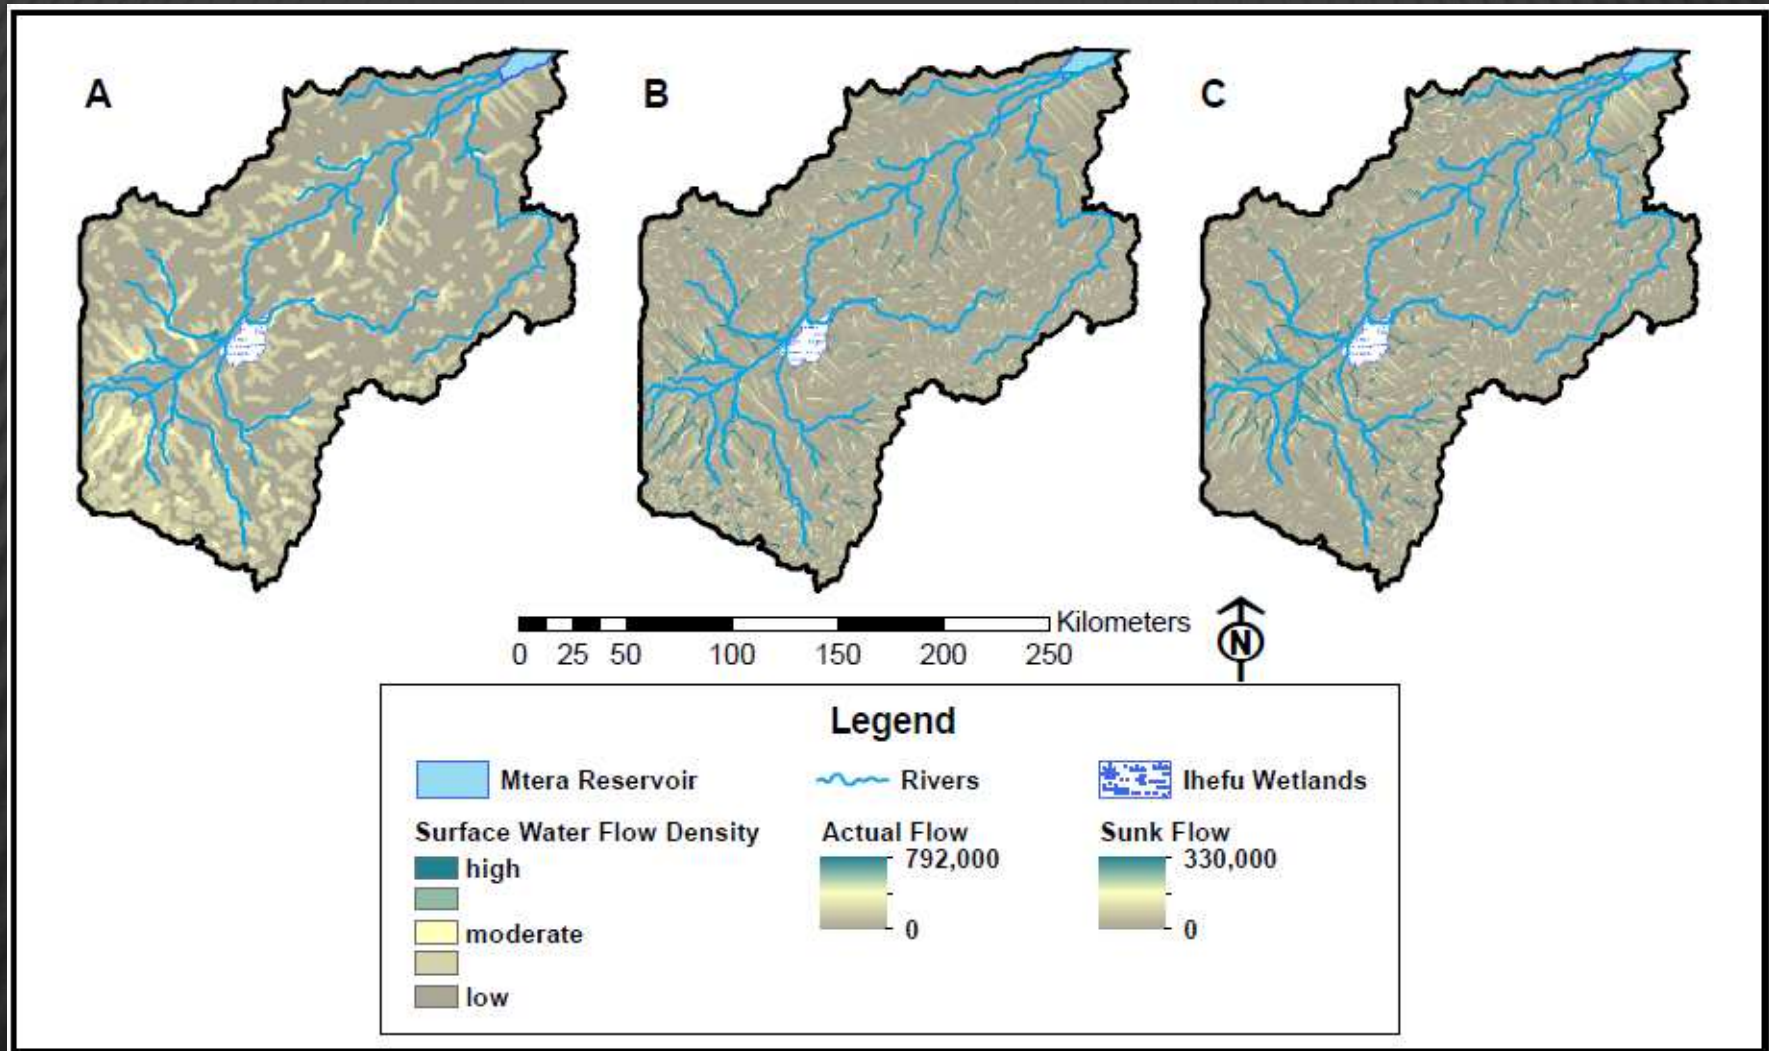 A
B
C
Kilometers
0 25 50 100 150 200 250
N
Legend
Mtera Reservoir
Rivers
Ihefu Wetlands
Surface Water Flow Density
Actual Flow
Sunk Flow
high
792,000
330,000
moderate
0
0
low